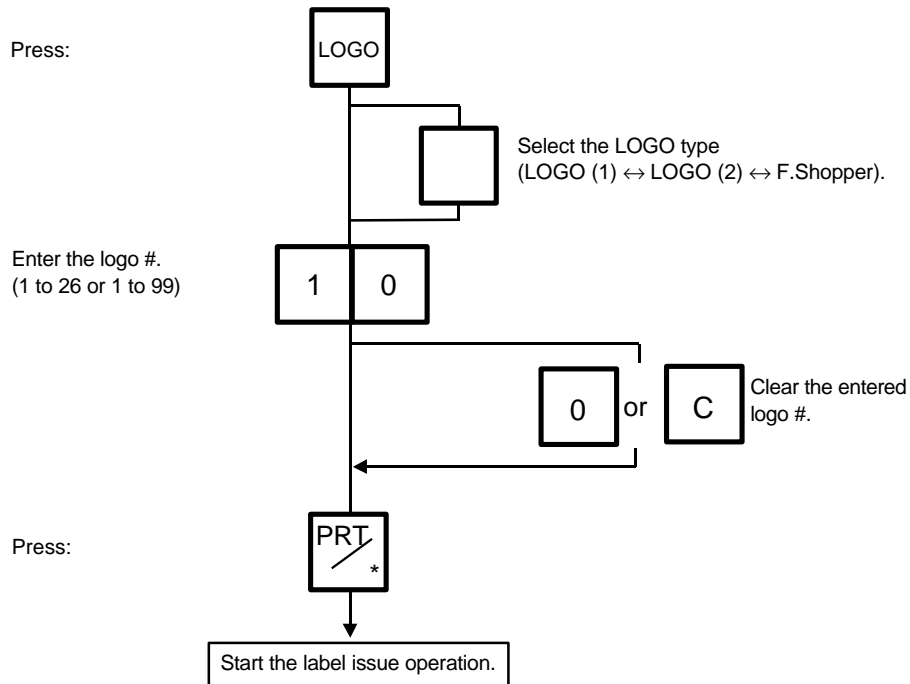 Press:
LOGO
Select the LOGO type
(LOGO (1) ↔ LOGO (2) ↔ F.Shopper).
Enter the logo #.
(1 to 26 or 1 to 99)
1 0
0 or C
Clear the entered
logo #.
Press:
PRT
*
Start the label issue operation.